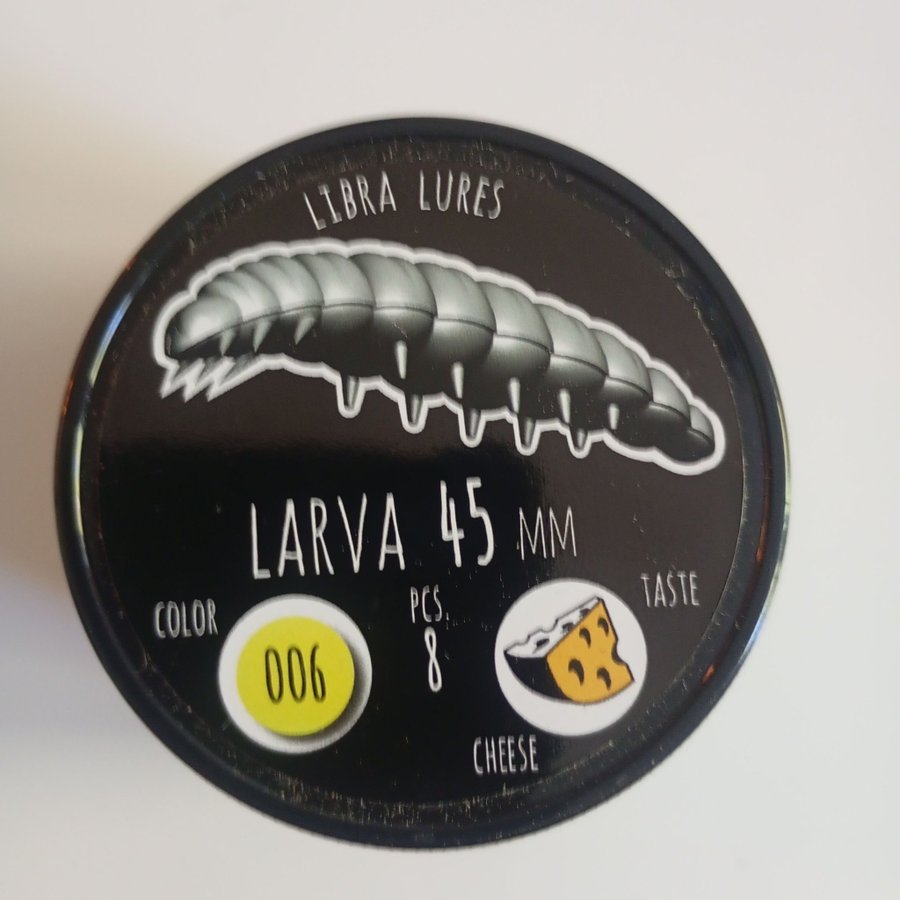 LIBRA LURES
LARVA 45 MM
COLOR
006
PCS.
8
TASTE
CHEESE